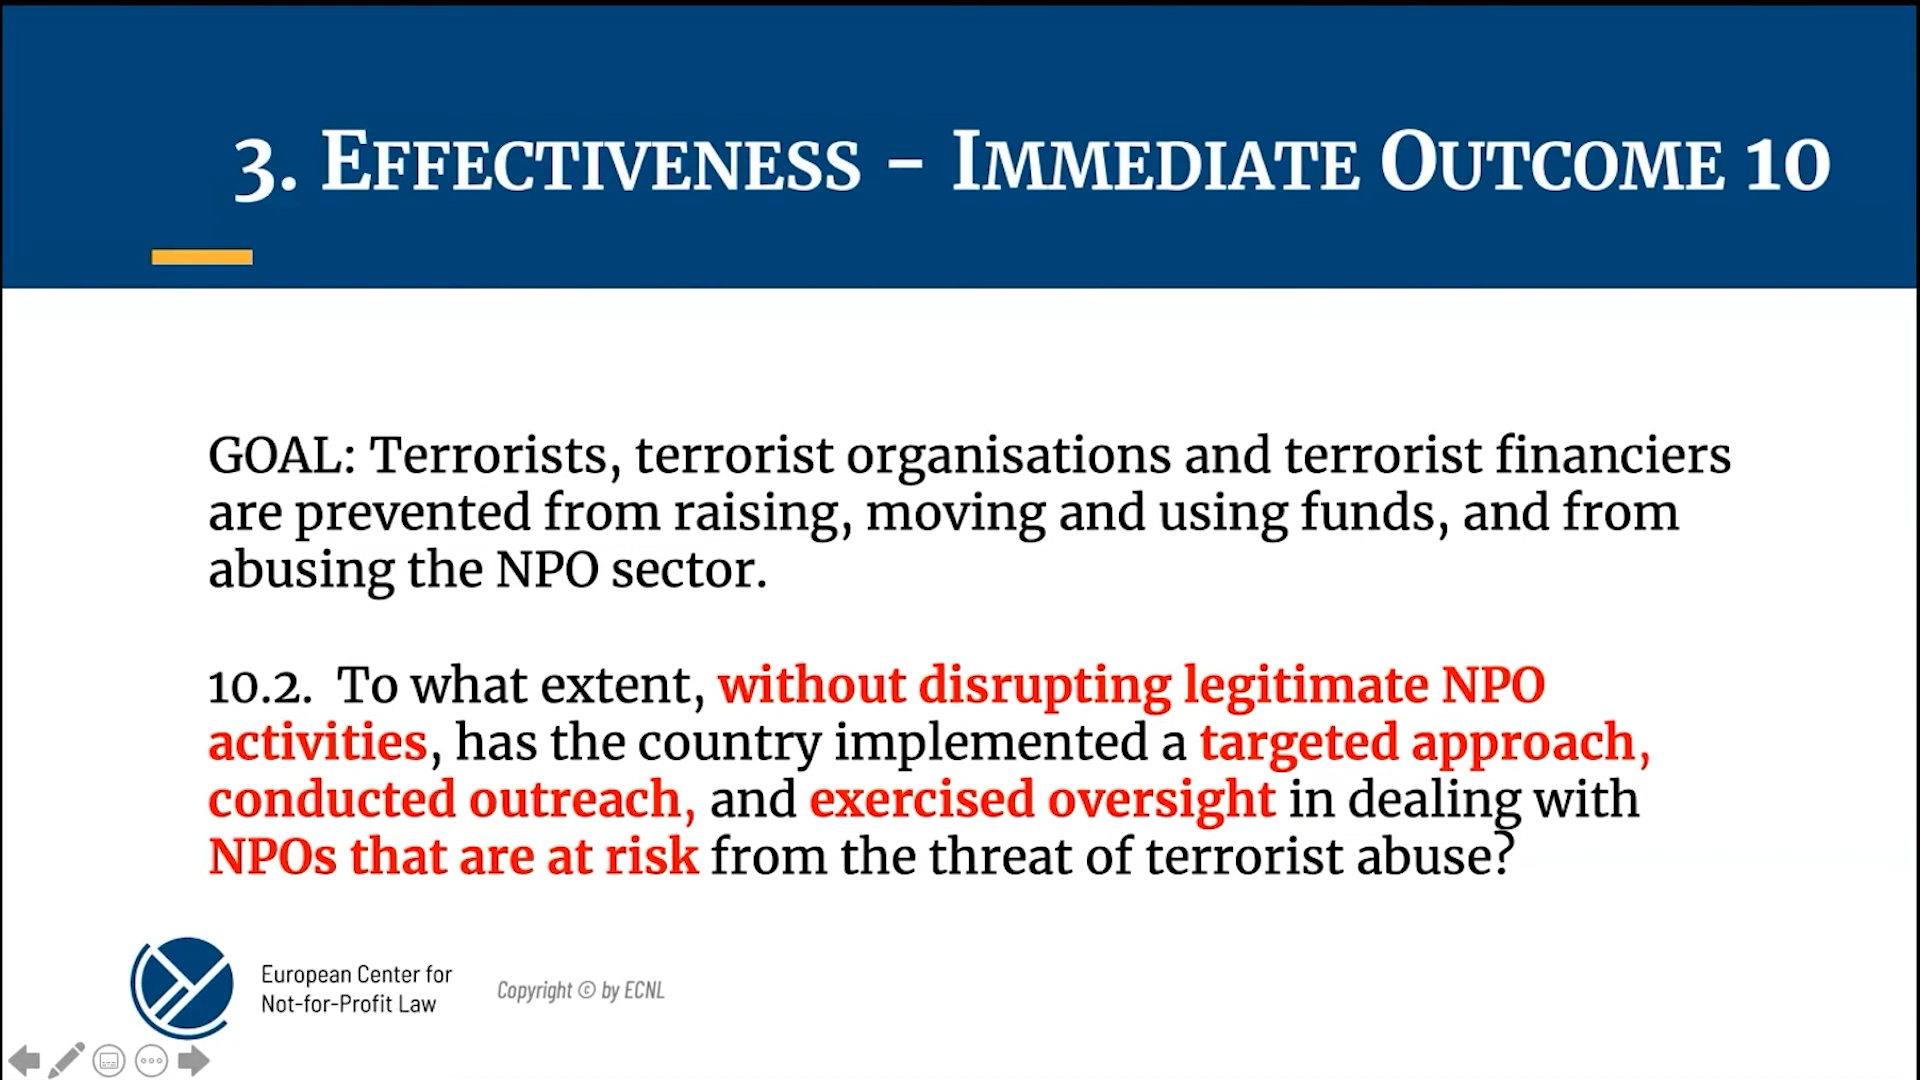 3. EFFECTIVENESS – IMMEDIATE OUTCOME 10
GOAL: Terrorists, terrorist organisations and terrorist financiers
are prevented from raising, moving and using funds, and from
abusing the NPO sector.
10.2. To what extent, without disrupting legitimate NPO
activities, has the country implemented a targeted approach,
conducted outreach, and exercised oversight in dealing with
NPOs that are at risk from the threat of terrorist abuse?
European Center for
Not-for-Profit Law
Copyright © by ECNL